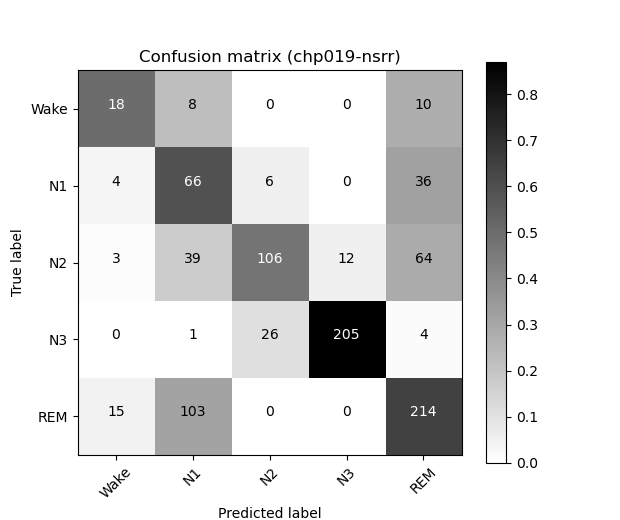 Confusion matrix (chp019-nsrr)
True label
Wake 18 8 0 0 10
N1 4 66 6 0 36
N2 3 39 106 12 64
N3 0 1 26 205 4
REM 15 103 0 0 214
Wake N1 N2 N3 REM
Predicted label
0.8
0.7
0.6
0.5
0.4
0.3
0.2
0.1
0.0